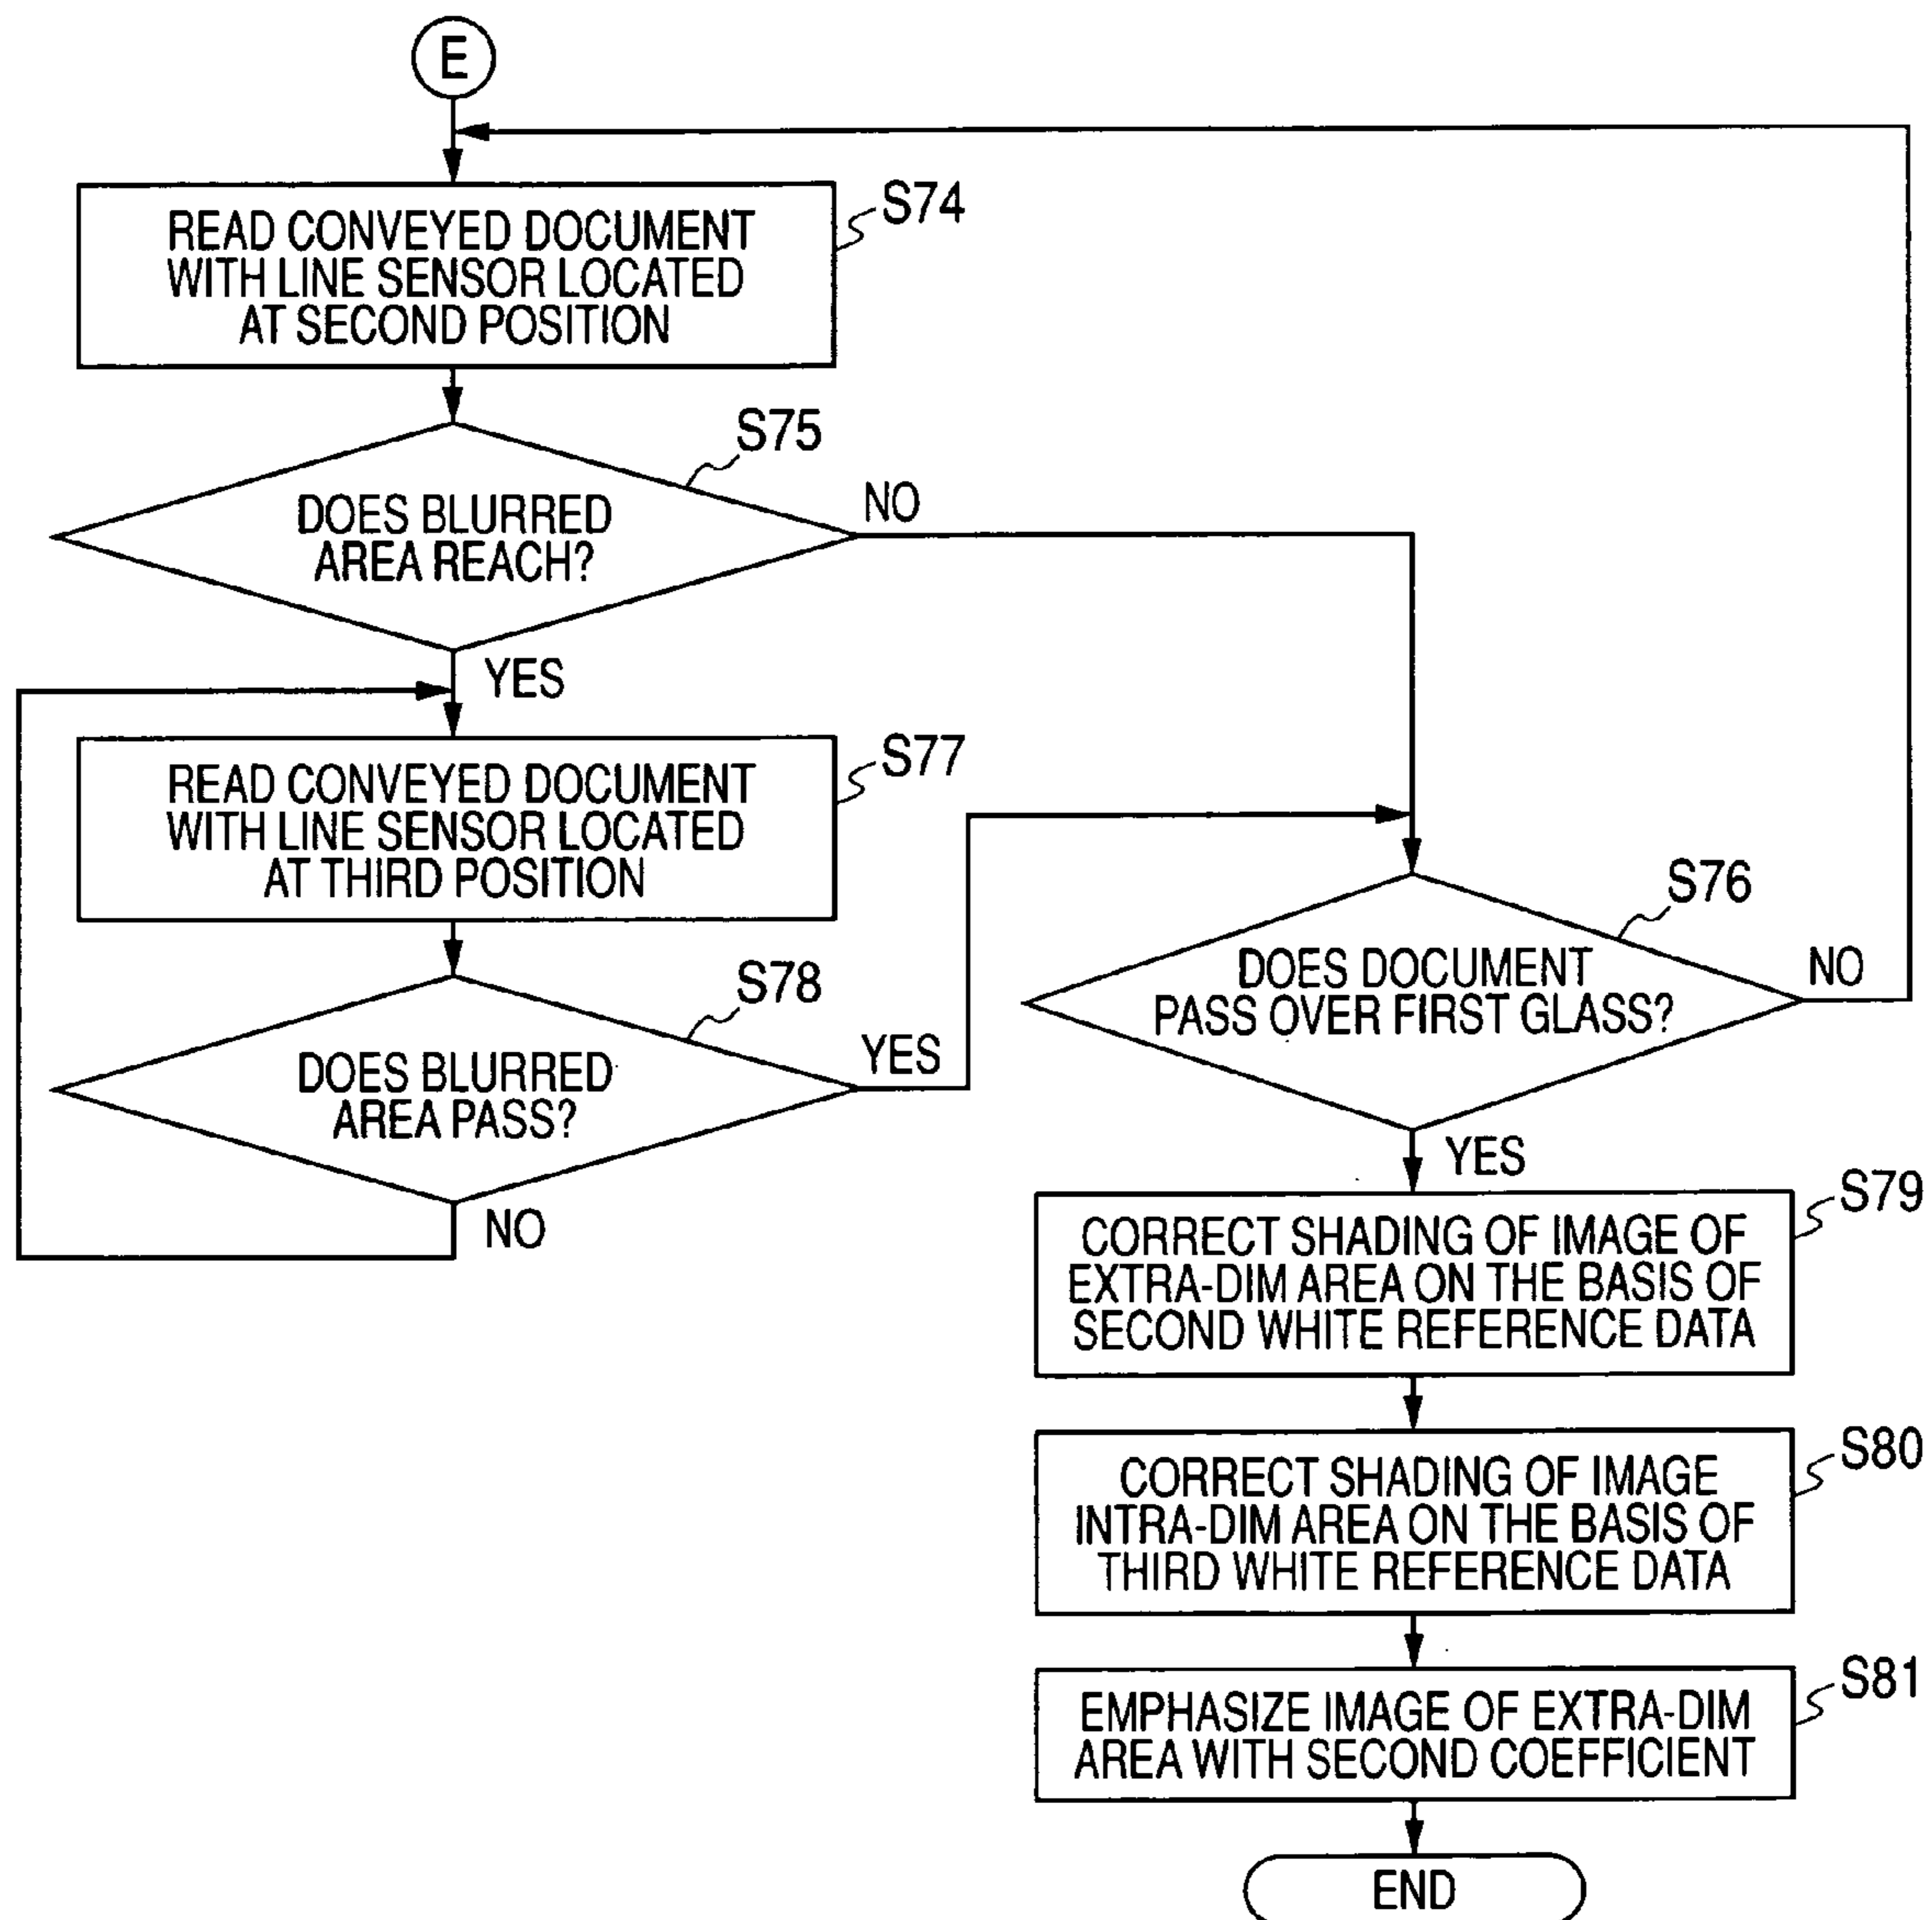 E
READ CONVEYED DOCUMENT
WITH LINE SENSOR LOCATED
AT SECOND POSITION
S74
DOES BLURRED
AREA REACH?
S75
NO
YES
READ CONVEYED DOCUMENT
WITH LINE SENSOR LOCATED
AT THIRD POSITION
S77
DOES BLURRED
AREA PASS?
S78
YES
NO
DOES DOCUMENT
PASS OVER FIRST GLASS?
S76
NO
YES
CORRECT SHADING OF IMAGE OF
EXTRA-DIM AREA ON THE BASIS OF
SECOND WHITE REFERENCE DATA
S79
CORRECT SHADING OF IMAGE
INTRA-DIM AREA ON THE BASIS OF
THIRD WHITE REFERENCE DATA
S80
EMPHASIZE IMAGE OF EXTRA-DIM
AREA WITH SECOND COEFFICIENT
S81
END